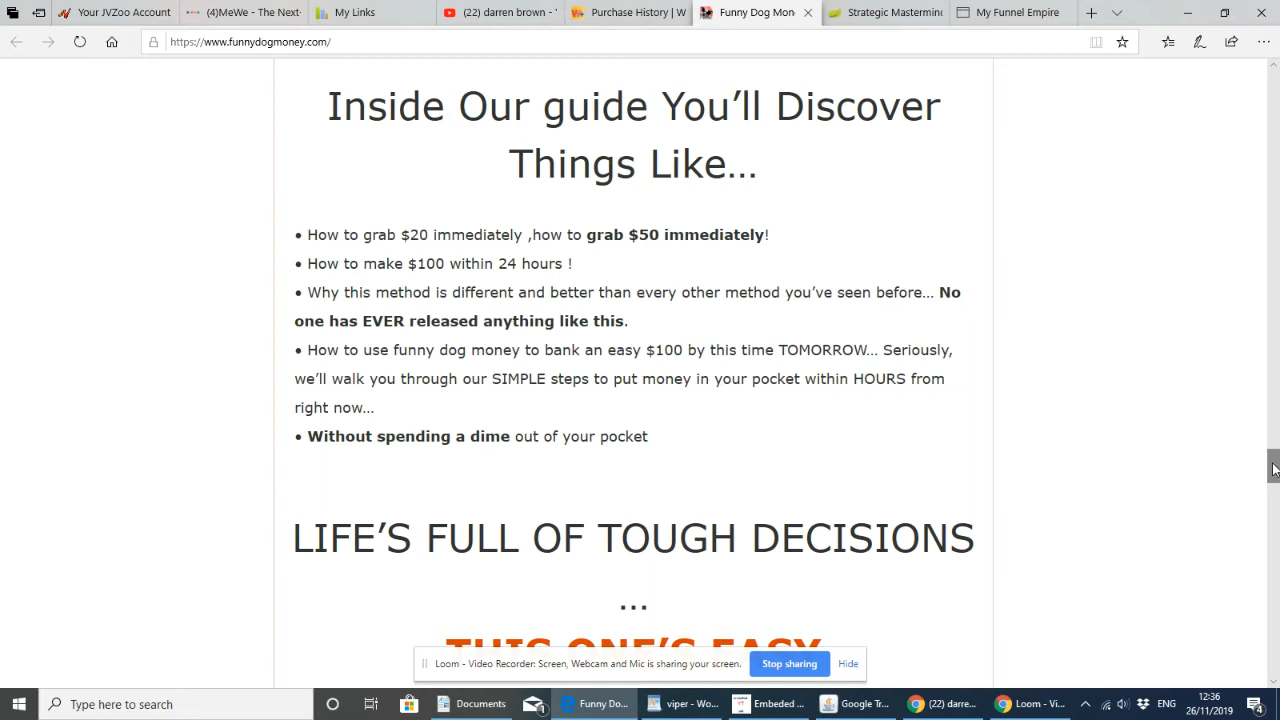 Your JVZoo Account
(4)MeWe - The Next
My Links
(22) darren brown -
Purchase History | W
Funny Dog Mon
Strategic Mastermin
My Funnel Empire
https://www.funnydogmoney.com/
Inside Our guide You’ll Discover
Things Like…
• How to grab $20 immediately ,how to grab $50 immediately!
• How to make $100 within 24 hours !
• Why this method is different and better than every other method you’ve seen before… No
one has EVER released anything like this.
• How to use funny dog money to bank an easy $100 by this time TOMORROW… Seriously,
we’ll walk you through our SIMPLE steps to put money in your pocket within HOURS from
right now…
• Without spending a dime out of your pocket
LIFE’S FULL OF TOUGH DECISIONS
…
THIS ONE’S EASY
Loom - Video Recorder: Screen, Webcam and Mic is sharing your screen.
Stop sharing
Hide
Type here to search
Documents
1
Funny Do...
viper - Wo...
Embeded ...
Google Tr...
(22) darre...
Loom - Vi...
ENG
12:36
26/11/2019
4